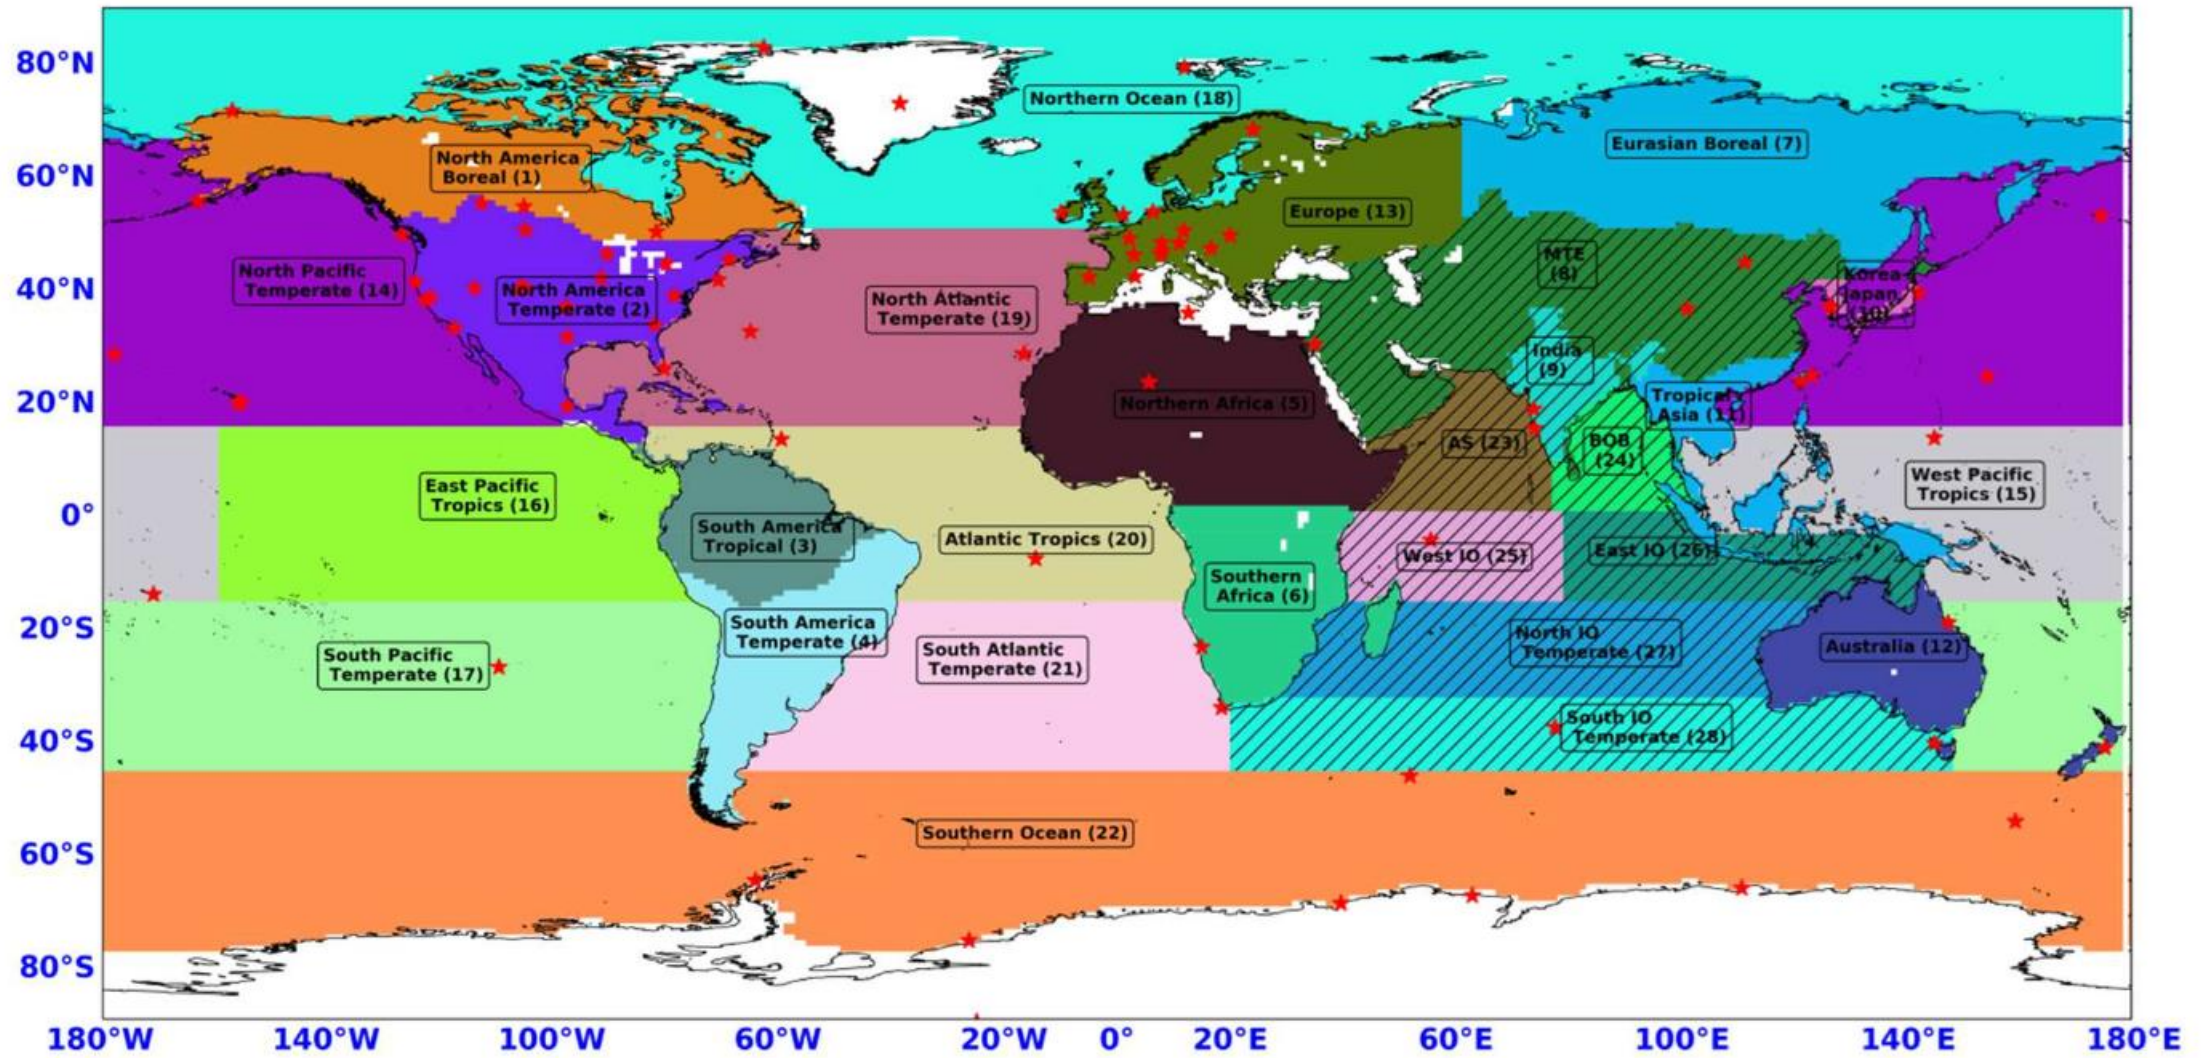 80°N
Northern Ocean (18)
60°N
North America
Boreal (1)
Eurasian Boreal (7)
Europe (13)
40°N
North Pacific
Temperate (14)
North America
Temperate (2)
North Atlantic
Temperate (19)
MTE
(8)
Korea-
Japan
(10)
India
(9)
20°N
Northern Africa (5)
Tropical
Asia (11)
AS (23)
BOB
(24)
0°
East Pacific
Tropics (16)
West Pacific
Tropics (15)
South America
Tropical (3)
Atlantic Tropics (20)
West IO (25)
East IO (26)
Southern
Africa (6)
20°S
South Pacific
Temperate (17)
South America
Temperate (4)
South Atlantic
Temperate (21)
North IO
Temperate (27)
Australia (12)
40°S
South IO
Temperate (28)
60°S
Southern Ocean (22)
80°S
180°W 140°W 100°W 60°W 20°W 0° 20°E 60°E 100°E 140°E 180°E